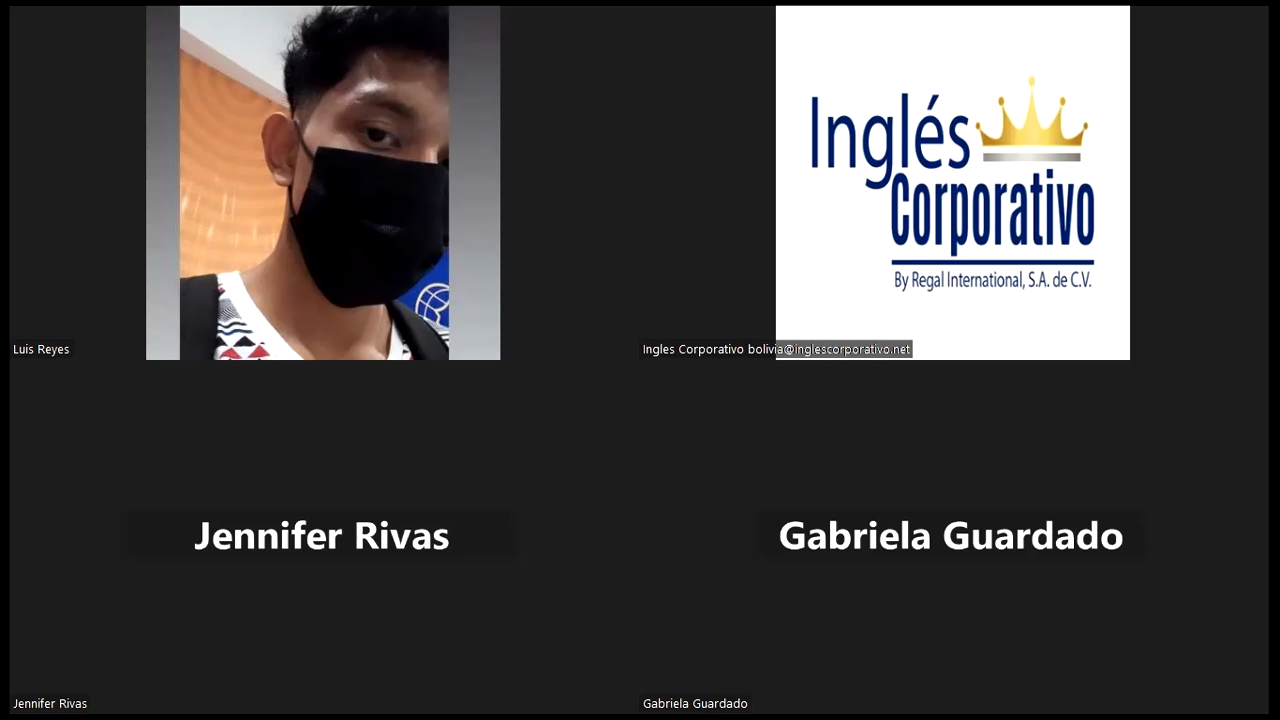 Inglés
Corporativo
By Regal International, S.A. de C.V.
Luis Reyes
Ingles Corporativo bolivia@inglescorporativo.net
Jennifer Rivas
Gabriela Guardado
Jennifer Rivas
Gabriela Guardado